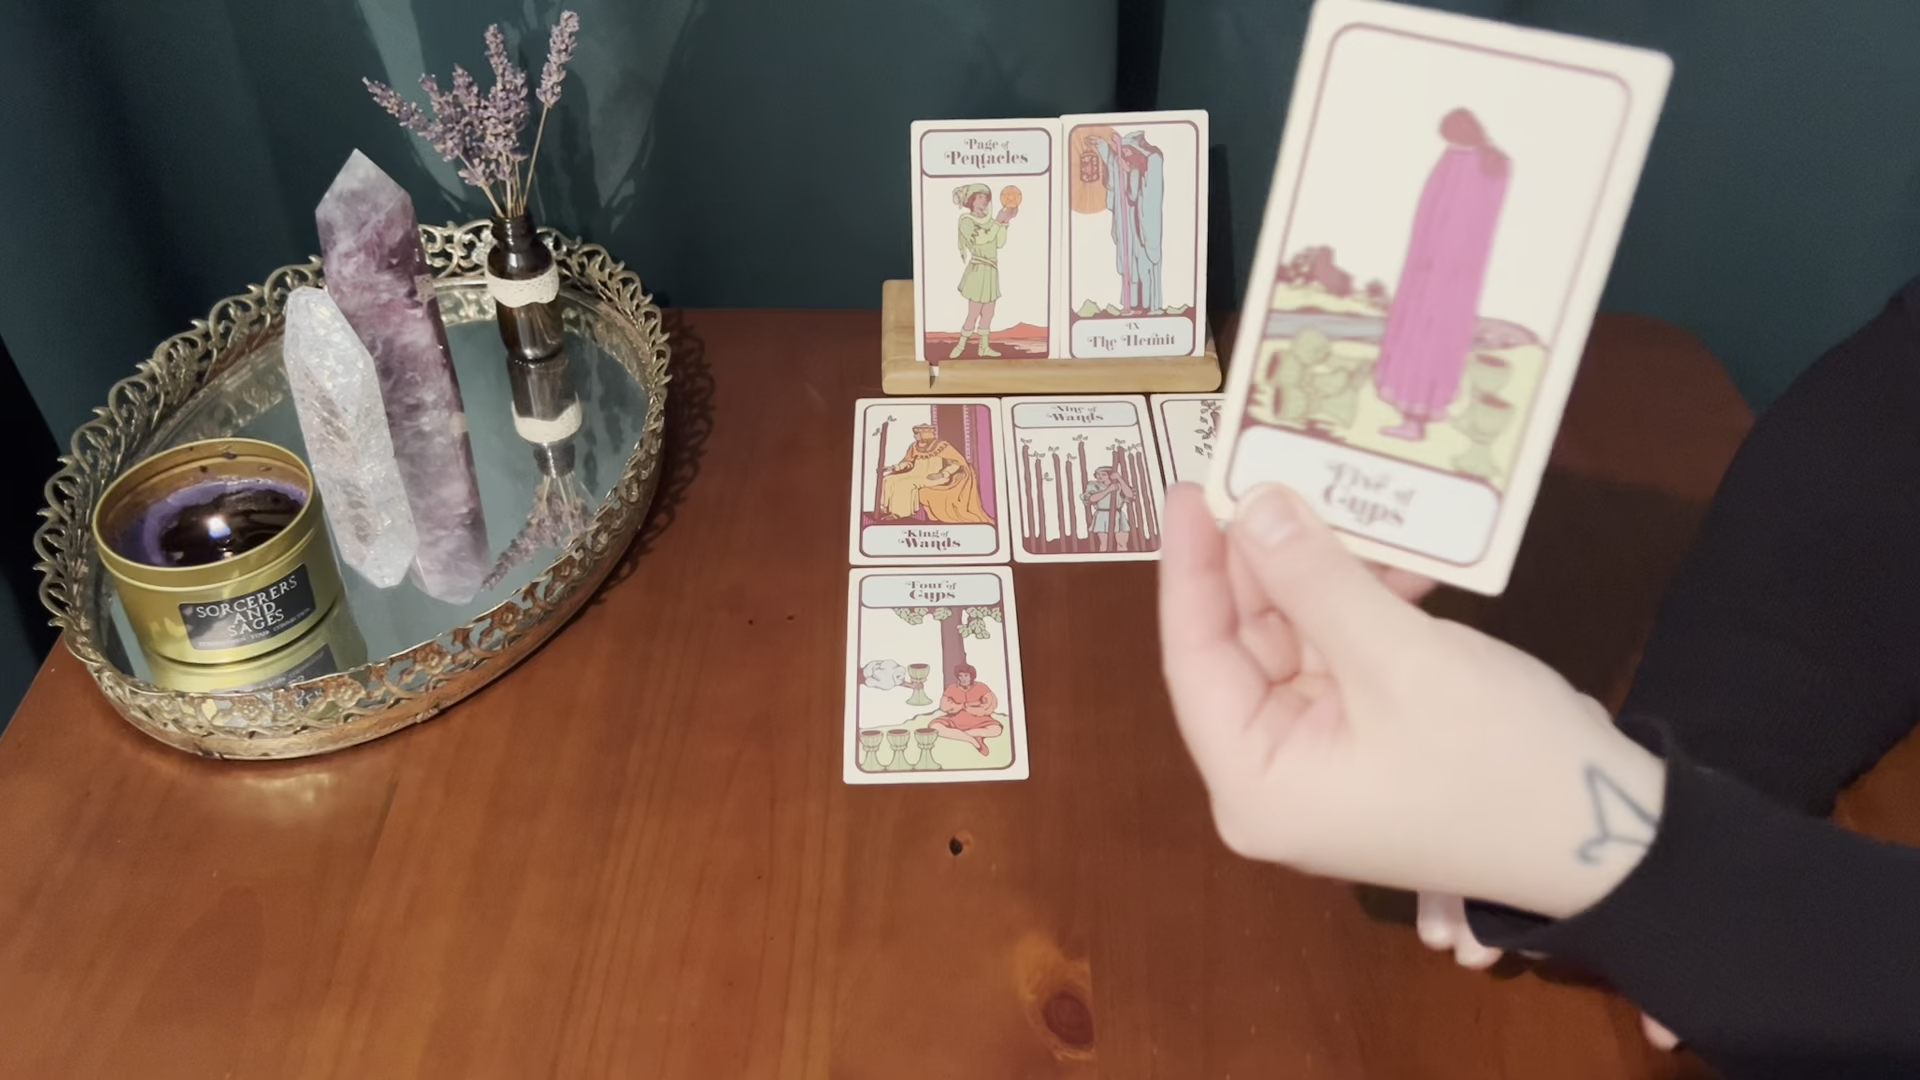 Page of
Pentacles
IX
The Hermit
Nine of
Wands
King of
Wands
Four of
Cups
Five of
Cups
SORCERERS
AND
SAGES